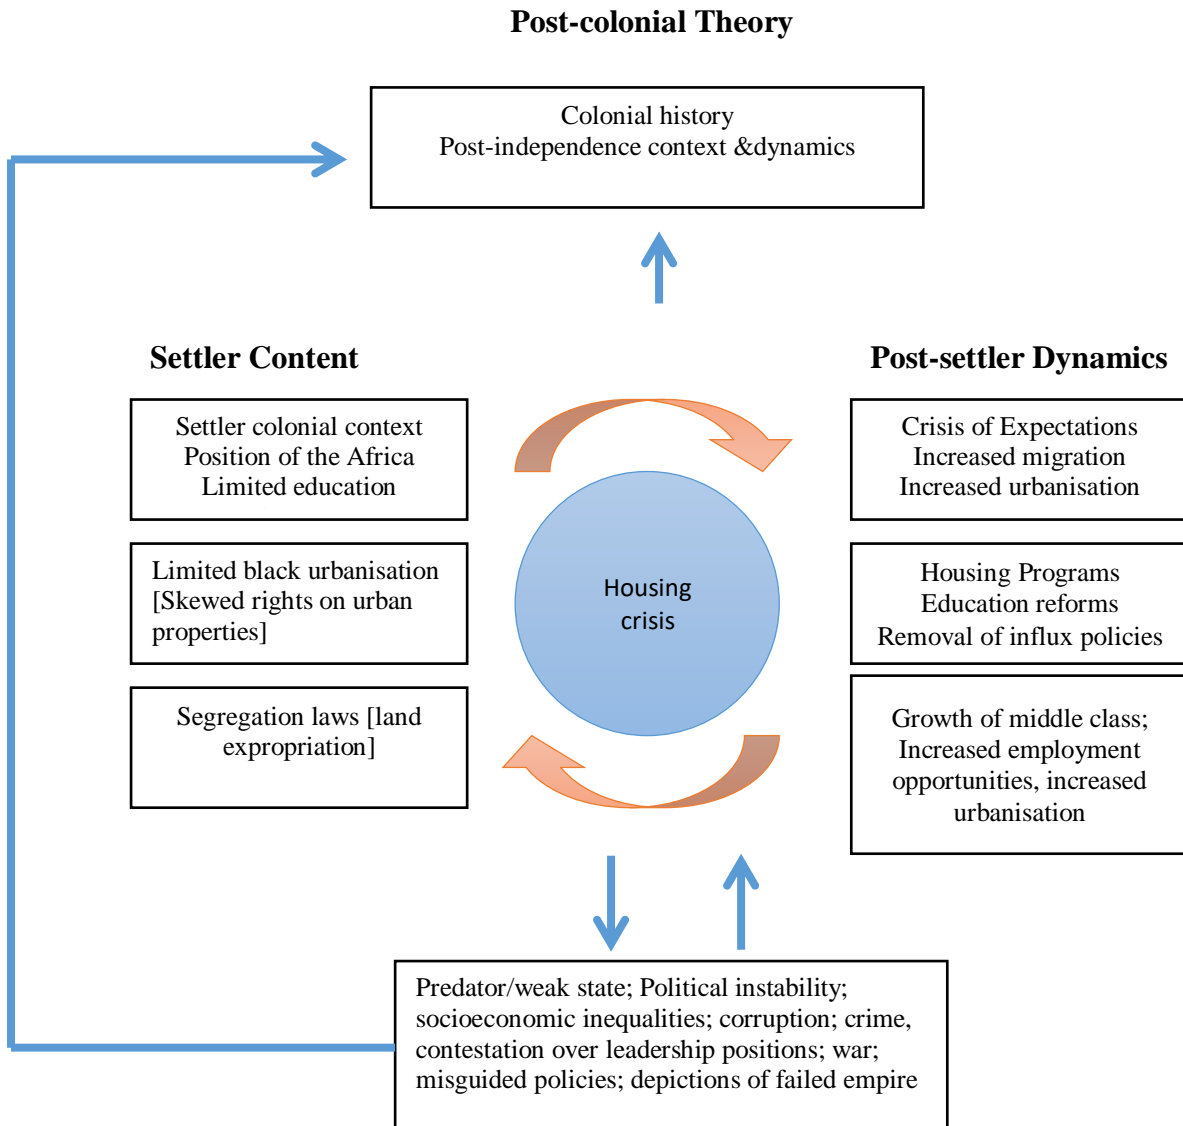 Post-colonial Theory
Colonial history
Post-independence context &dynamics
Settler Content
Settler colonial context
Position of the Africa
Limited education
Limited black urbanisation
[Skewed rights on urban
properties]
Segregation laws [land
expropriation]
Housing
crisis
Post-settler Dynamics
Crisis of Expectations
Increased migration
Increased urbanisation
Housing Programs
Education reforms
Removal of influx policies
Growth of middle class;
Increased employment
opportunities, increased
urbanisation
Predator/weak state; Political instability;
socioeconomic inequalities; corruption; crime,
contestation over leadership positions; war;
misguided policies; depictions of failed empire